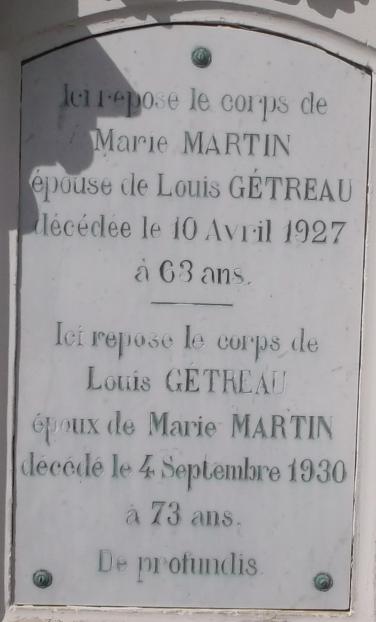 Ici repose le corps de
Marie MARTIN
épouse de Louis GÉTREAU
décédée le 10 Avril 1927
à 63 ans.
Ici repose le corps de
Louis GÉTREAU
époux de Marie MARTIN
décédé le 4 Septembre 1930
à 73 ans.
De profundis.